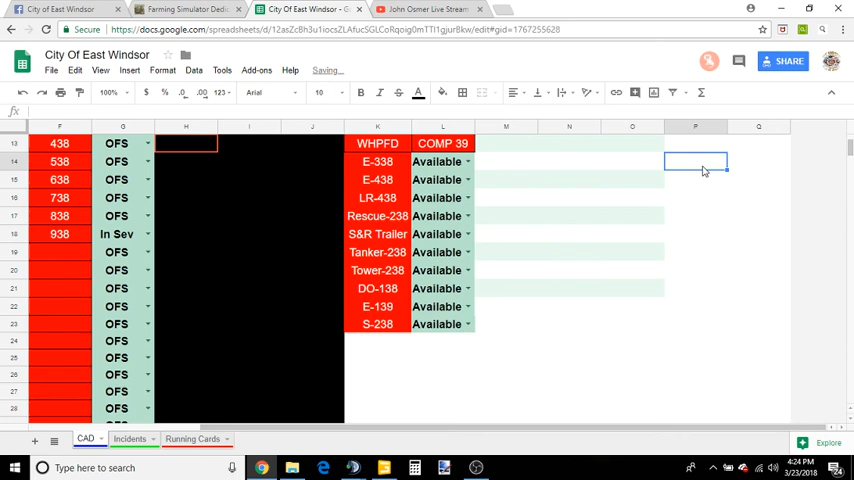 City of East Windsor
Farming Simulator Dedic
City Of East Windsor - G
John Osmer Live Stream
Secure
https://docs.google.com/spreadsheets/d/12asZcBh3u1iocsZLAfucSGLCoRqoig0mTTI1gjur8kw/edit#gid=1767255628
City Of East Windsor
File Edit View Insert Format Data Tools Add-ons Help Saving...
SHARE
100% $ % .0 .00 123 Arial 10 B I S A
fx
F G H I J K L M N O P Q
13 438 OFS WHPFD COMP 39
14 538 OFS E-338 Available
15 638 OFS E-438 Available
16 738 OFS LR-438 Available
17 838 OFS Rescue-238 Available
18 938 In Sev S&R Trailer Available
19 OFS Tanker-238 Available
20 OFS Tower-238 Available
21 OFS DO-138 Available
22 OFS E-139 Available
23 OFS S-238 Available
24 OFS
25 OFS
26 OFS
27 OFS
28 OFS
CAD Incidents Running Cards Explore
Type here to search
4:24 PM
3/23/2018
24